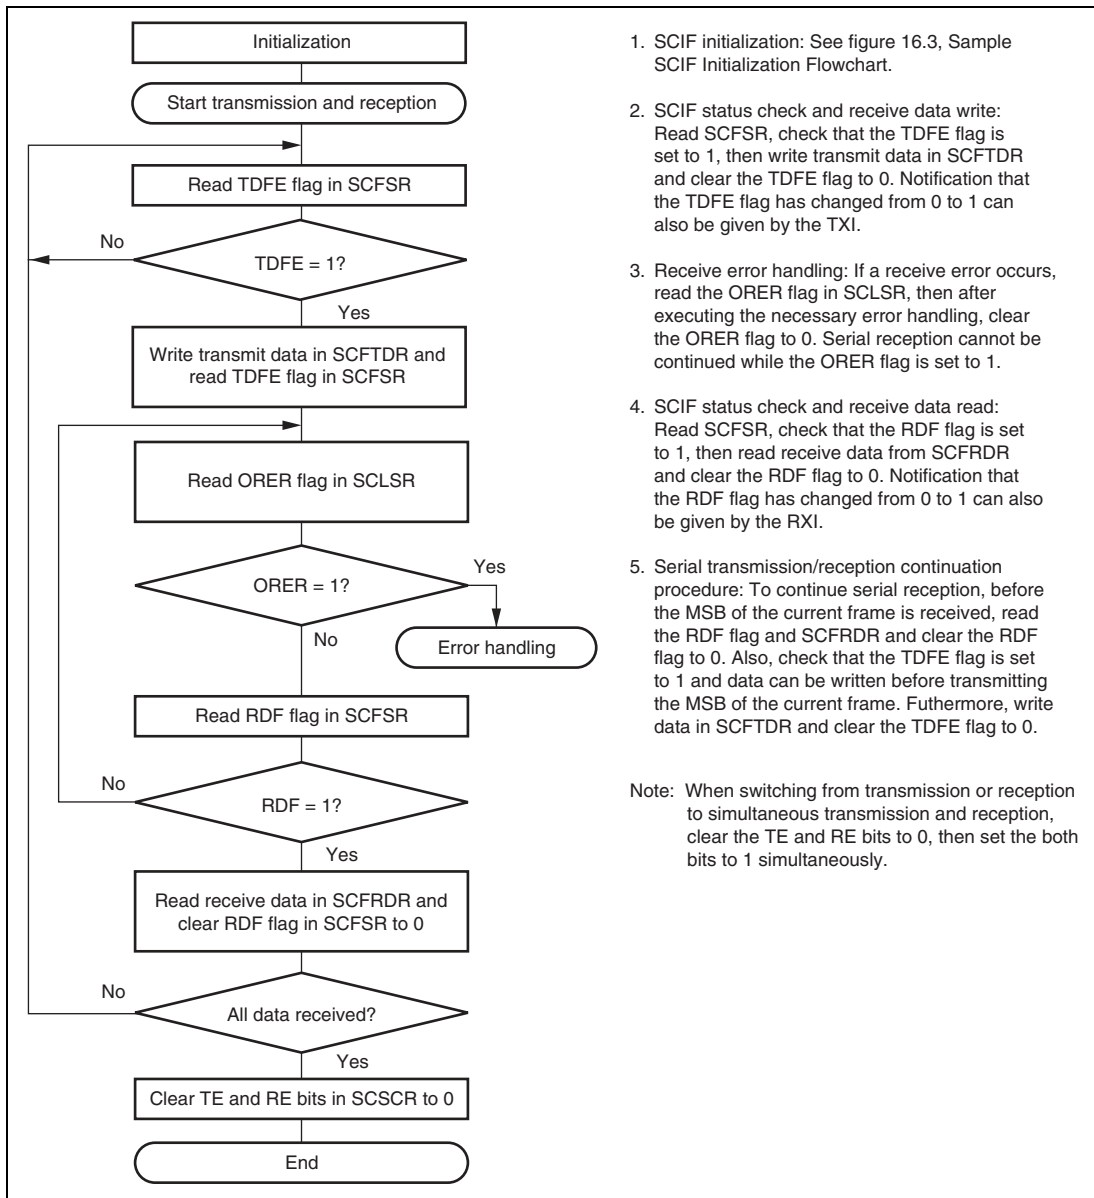 Initialization
Start transmission and reception
Read TDFE flag in SCFSR
No
TDFE = 1?
Yes
Write transmit data in SCFTDR and
read TDFE flag in SCFSR
Read ORER flag in SCLSR
Yes
ORER = 1?
No
Error handling
Read RDF flag in SCFSR
No
RDF = 1?
Yes
Read receive data in SCFRDR and
clear RDF flag in SCFSR to 0
No
All data received?
Yes
Clear TE and RE bits in SCSCR to 0
End
1. SCIF initialization: See figure 16.3, Sample
SCIF Initialization Flowchart.
2. SCIF status check and receive data write:
Read SCFSR, check that the TDFE flag is
set to 1, then write transmit data in SCFTDR
and clear the TDFE flag to 0. Notification that
the TDFE flag has changed from 0 to 1 can
also be given by the TXI.
3. Receive error handling: If a receive error occurs,
read the ORER flag in SCLSR, then after
executing the necessary error handling, clear
the ORER flag to 0. Serial reception cannot be
continued while the ORER flag is set to 1.
4. SCIF status check and receive data read:
Read SCFSR, check that the RDF flag is set
to 1, then read receive data from SCFRDR
and clear the RDF flag to 0. Notification that
the RDF flag has changed from 0 to 1 can also
be given by the RXI.
5. Serial transmission/reception continuation
procedure: To continue serial reception, before
the MSB of the current frame is received, read
the RDF flag and SCFRDR and clear the RDF
flag to 0. Also, check that the TDFE flag is set
to 1 and data can be written before transmitting
the MSB of the current frame. Futhermore, write
data in SCFTDR and clear the TDFE flag to 0.
Note: When switching from transmission or reception
to simultaneous transmission and reception,
clear the TE and RE bits to 0, then set the both
bits to 1 simultaneously.